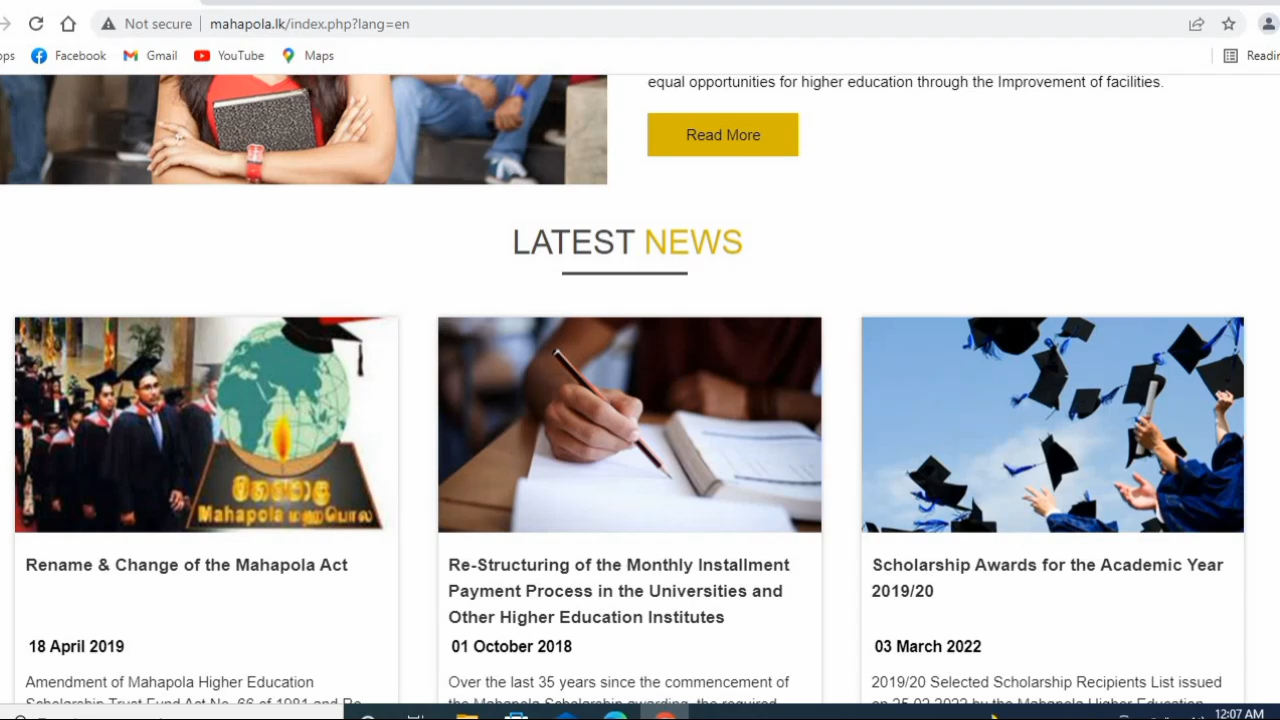 Not secure
mahapola.lk/index.php?lang=en
Facebook
Gmail
YouTube
Maps
equal opportunities for higher education through the Improvement of facilities.
Read More
LATEST NEWS
මහපොළ
Mahapola மஹபொல
Rename & Change of the Mahapola Act
18 April 2019
Amendment of Mahapola Higher Education
Scholarship Trust Fund Act No. 66 of 1981 and Re
Re-Structuring of the Monthly Installment
Payment Process in the Universities and
Other Higher Education Institutes
01 October 2018
Over the last 35 years since the commencement of
the Mahapola Scholarship awarding, the required
Scholarship Awards for the Academic Year
2019/20
03 March 2022
2019/20 Selected Scholarship Recipients List issued
on 25.02.2022 by the Mahapola Higher Education
12:07 AM